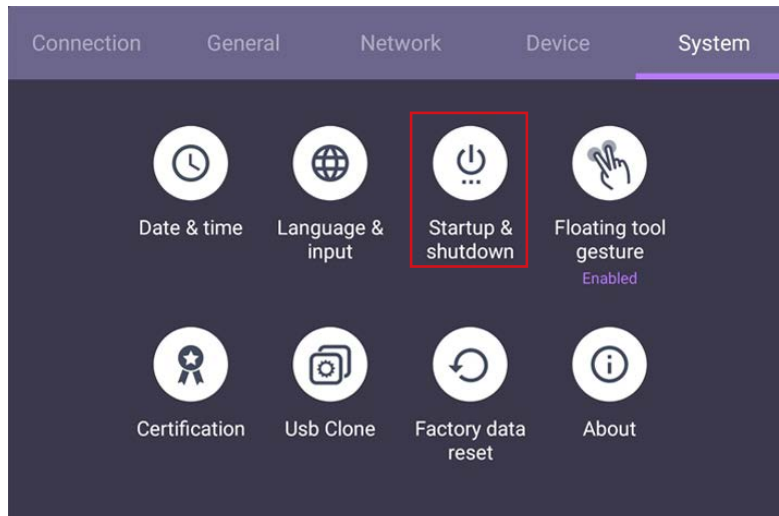 Connection General Network Device System
Date & time
Language &
input
Startup &
shutdown
Floating tool
gesture
Enabled
Certification
Usb Clone
Factory data
reset
About